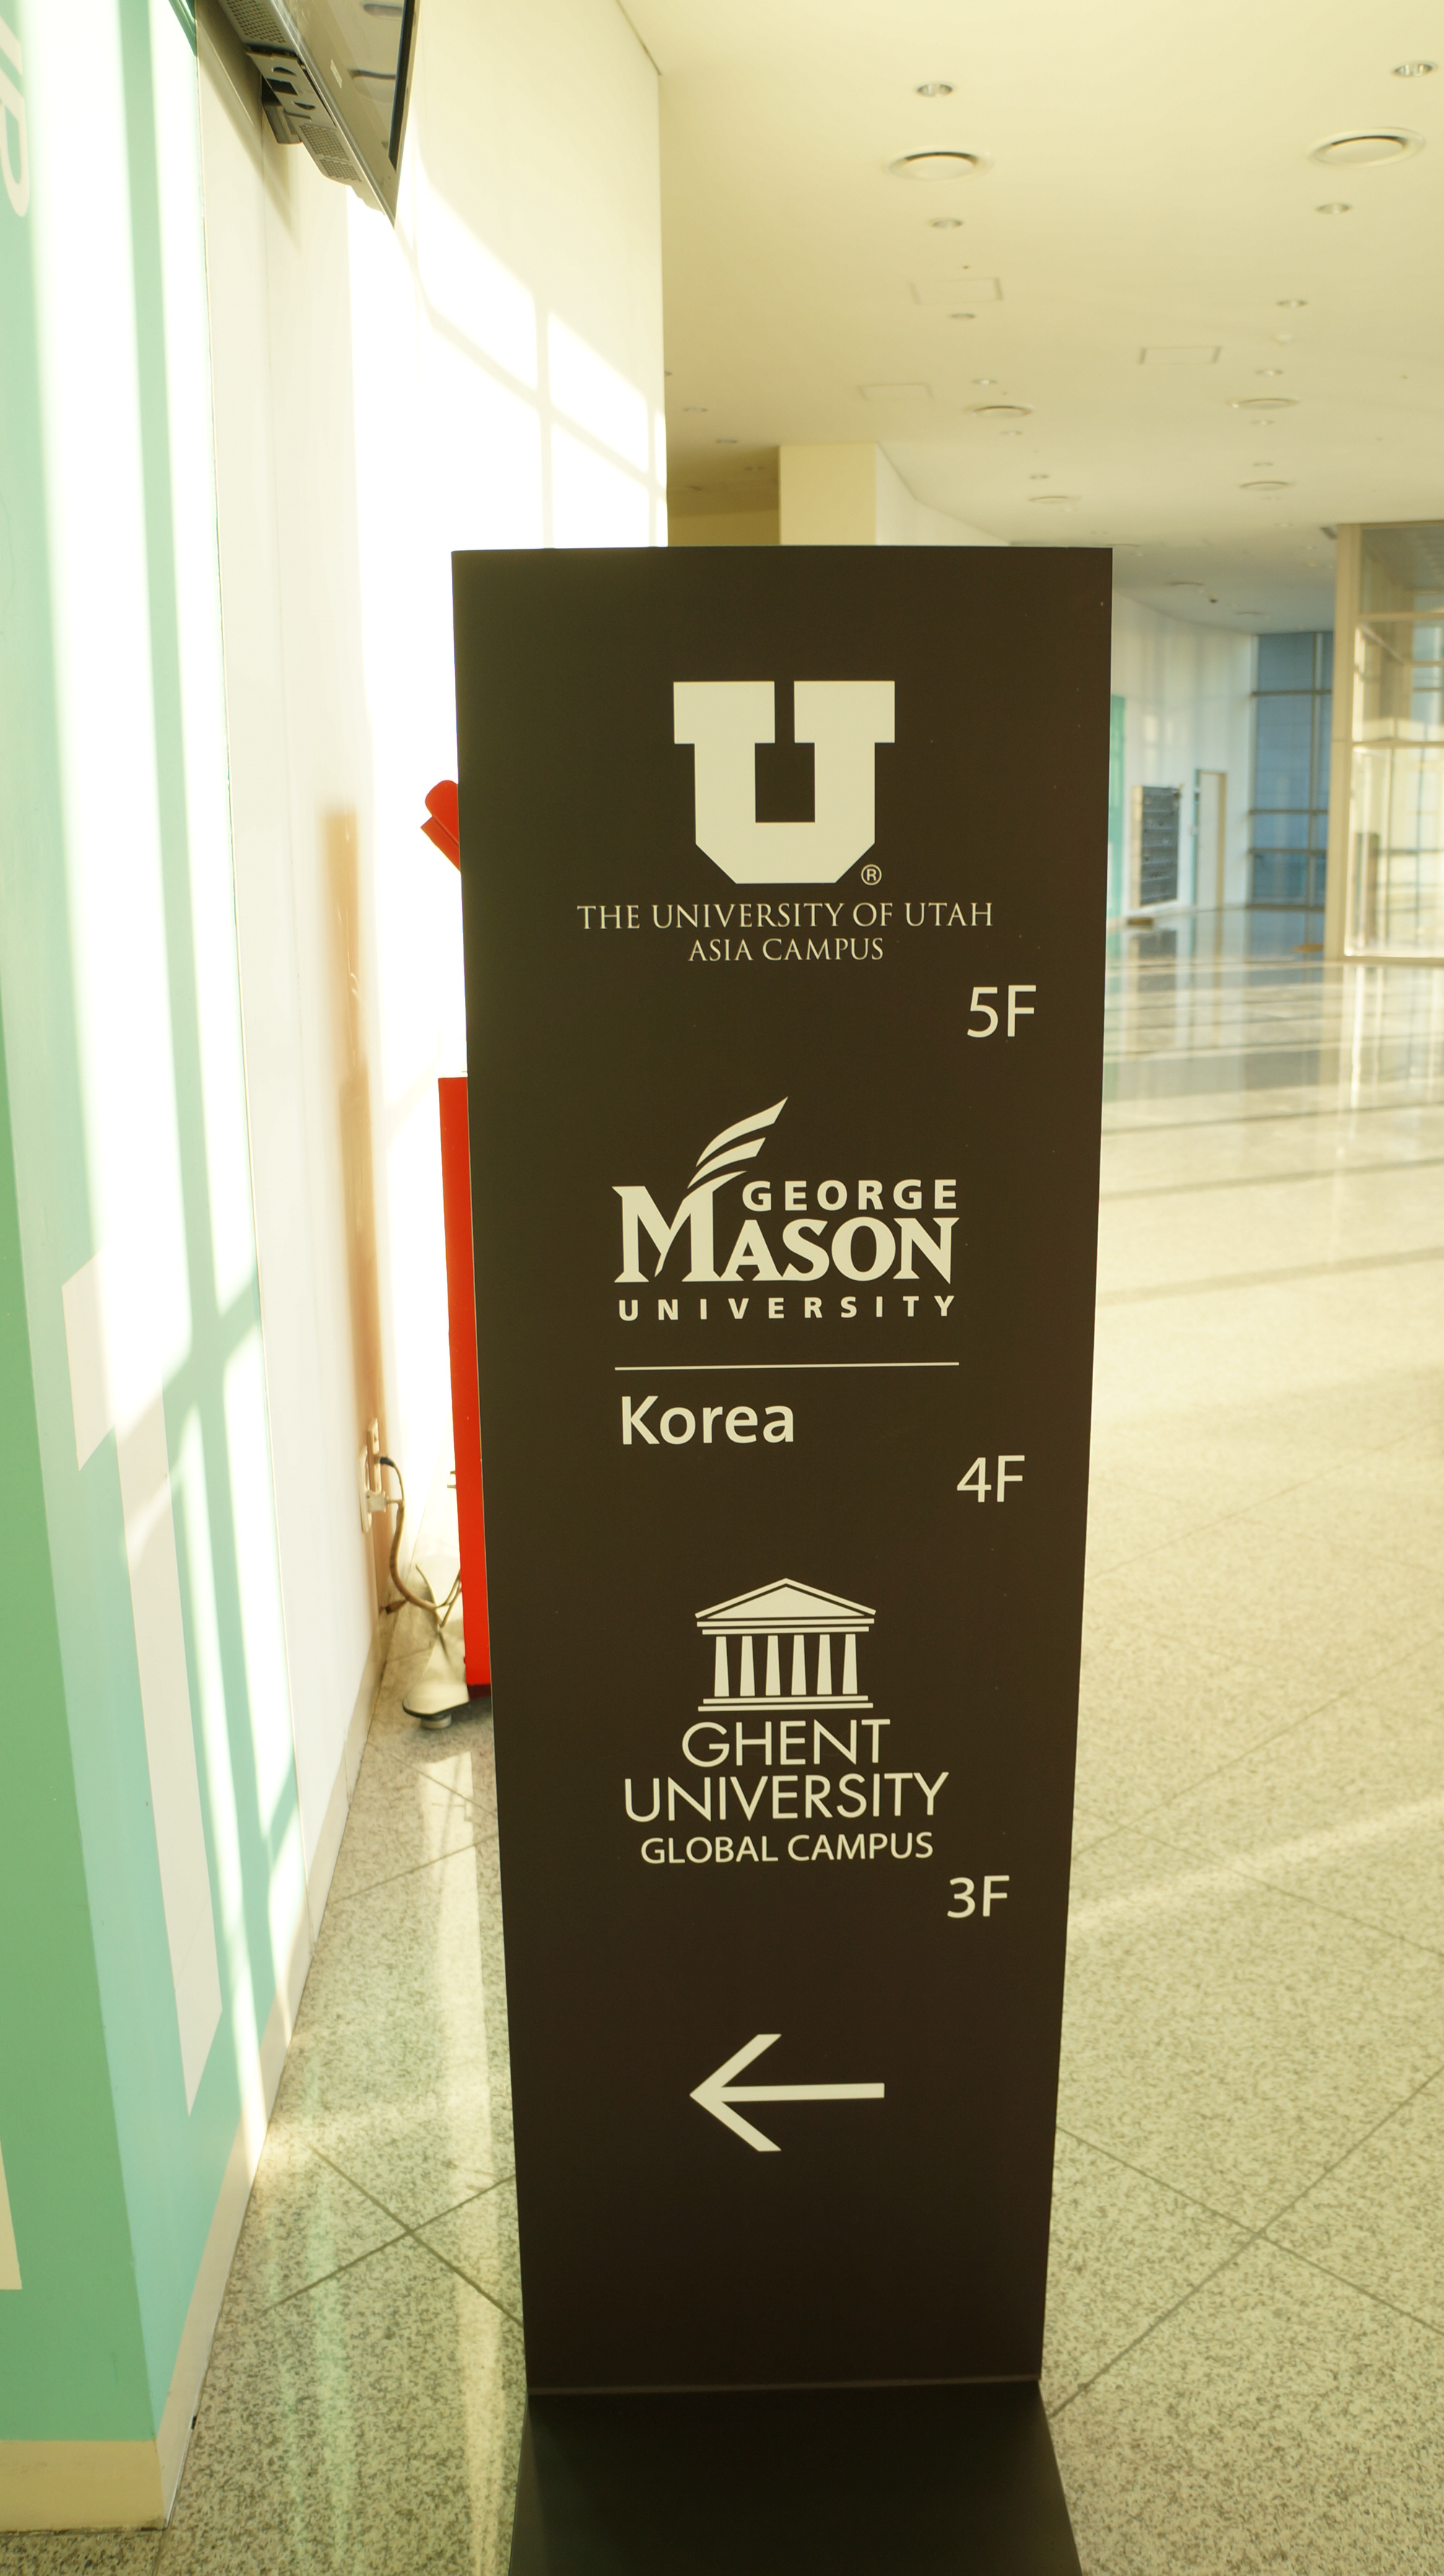 U®
THE UNIVERSITY OF UTAH
ASIA CAMPUS
5F
GEORGE
MASON
UNIVERSITY
Korea
4F
GHENT
UNIVERSITY
GLOBAL CAMPUS
3F